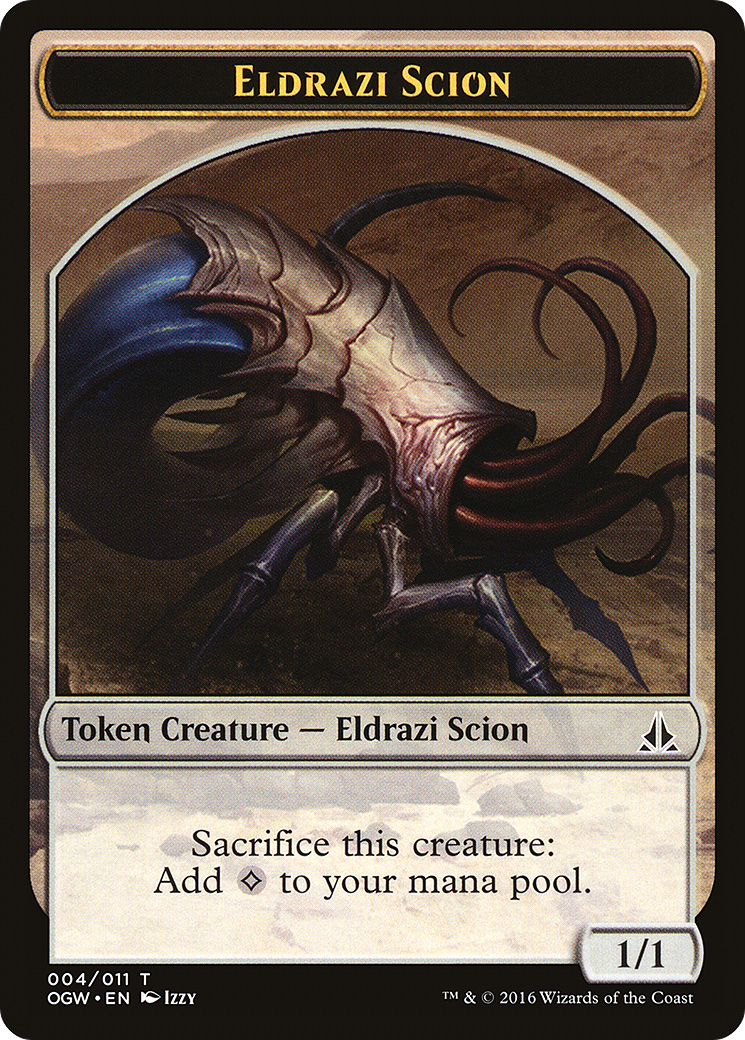 Eldrazi Scion
Token Creature — Eldrazi Scion
Sacrifice this creature:
Add to your mana pool.
1/1
004/011 T
OGW • EN Izzy
™ & © 2016 Wizards of the Coast